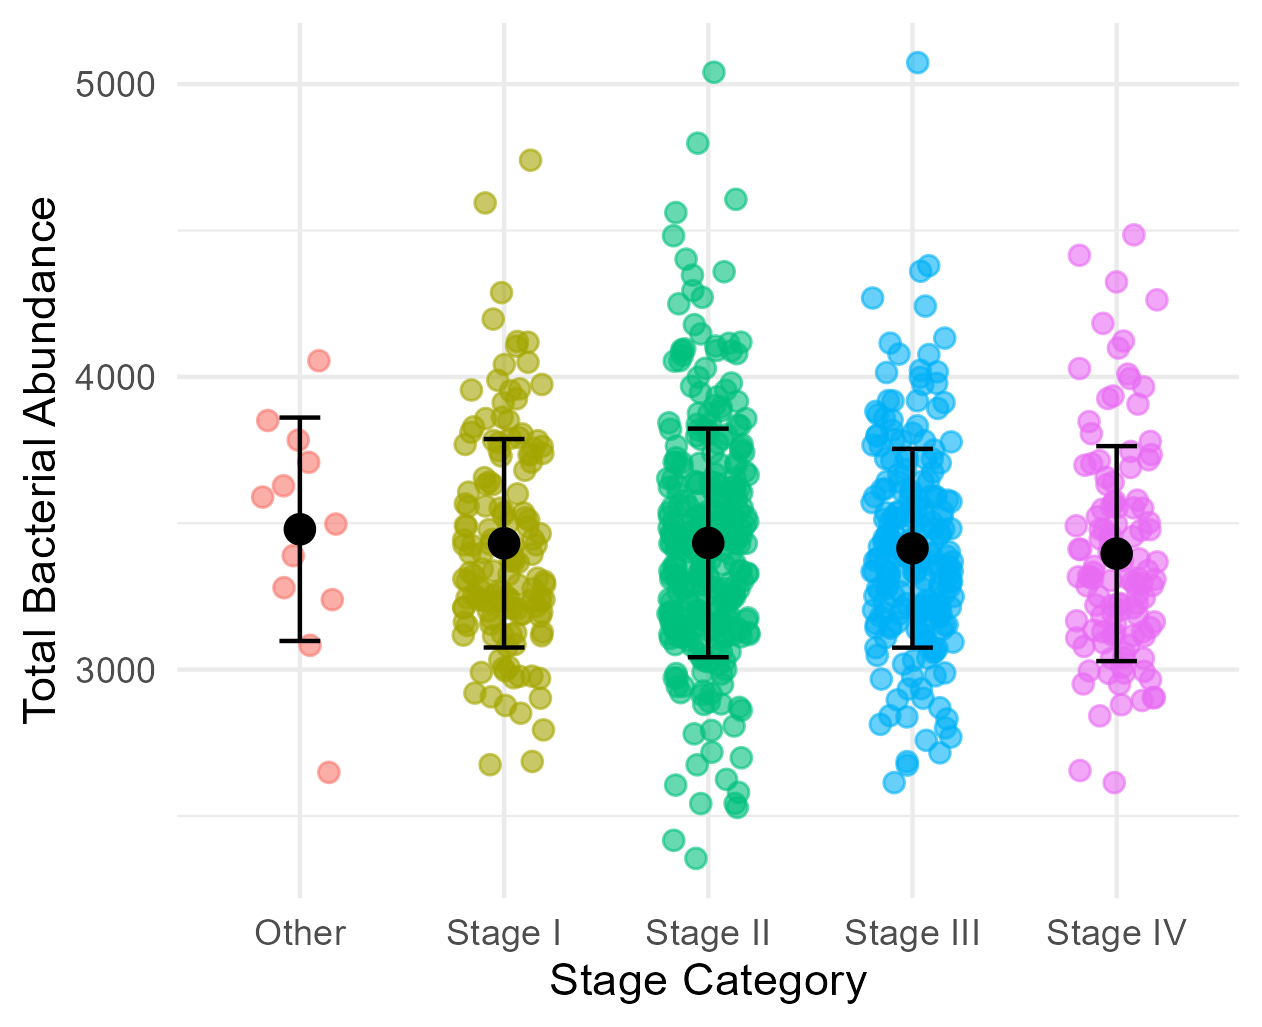 5000
4000
3000
Total Bacterial Abundance
Other
Stage I
Stage II
Stage III
Stage IV
Stage Category